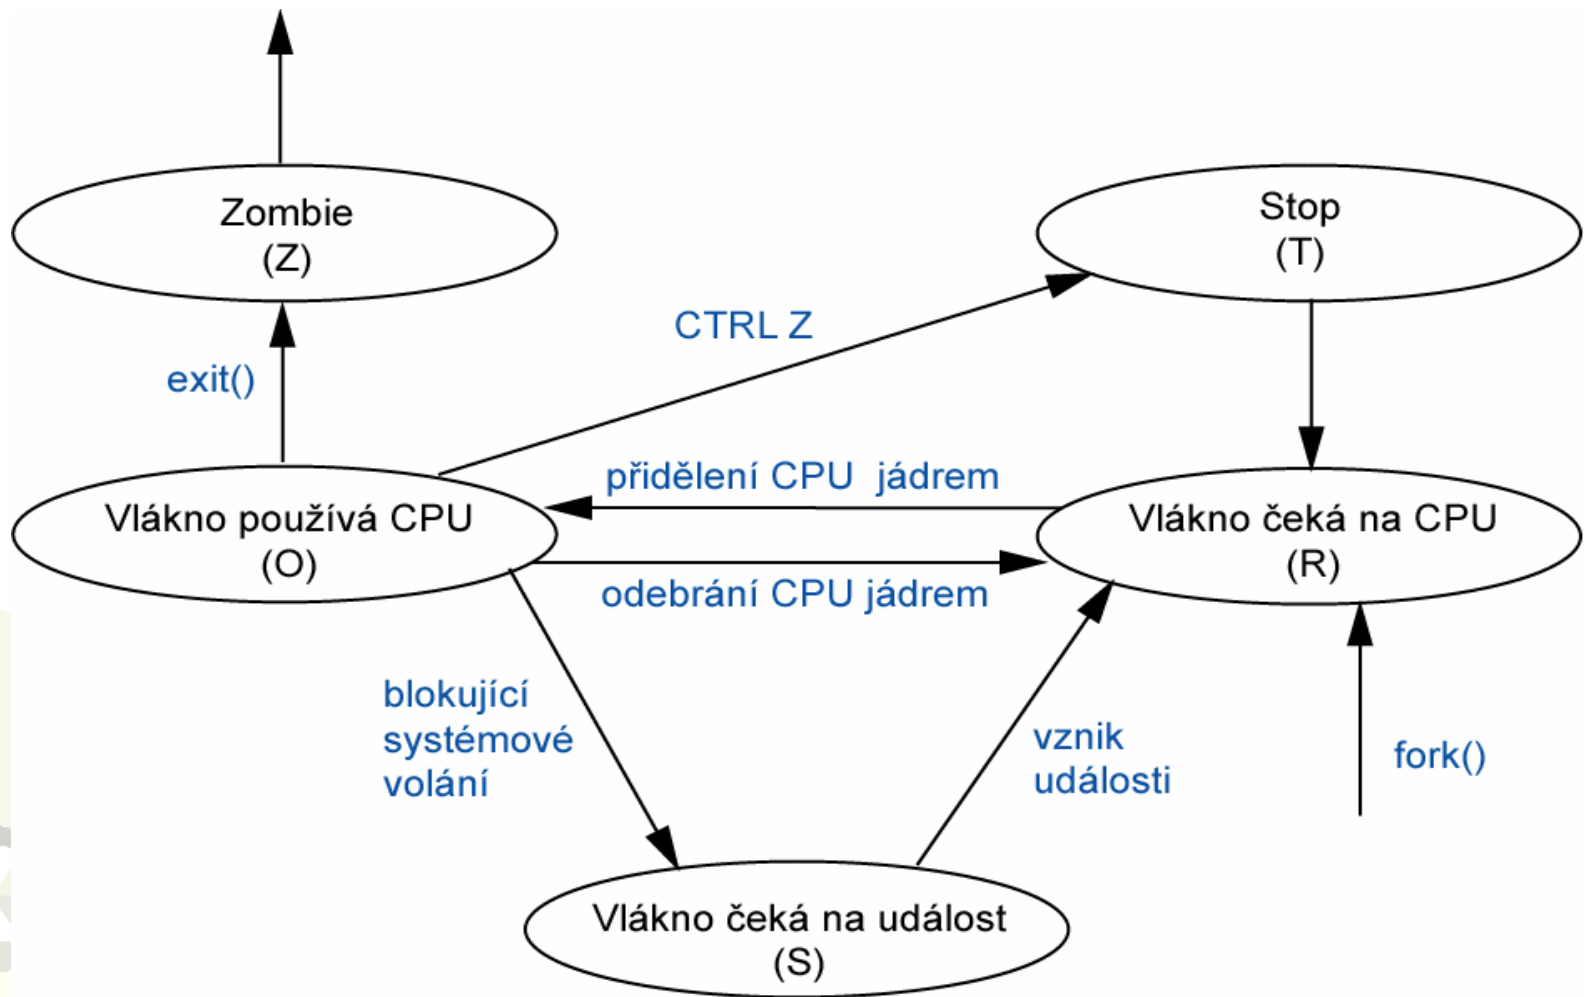 Zombie
(Z)
Stop
(T)
CTRL Z
exit()
přidělení CPU jádrem
Vlákno používá CPU
(O)
Vlákno čeká na CPU
(R)
odebrání CPU jádrem
blokující
systémové
volání
vznik
události
fork()
Vlákno čeká na událost
(S)